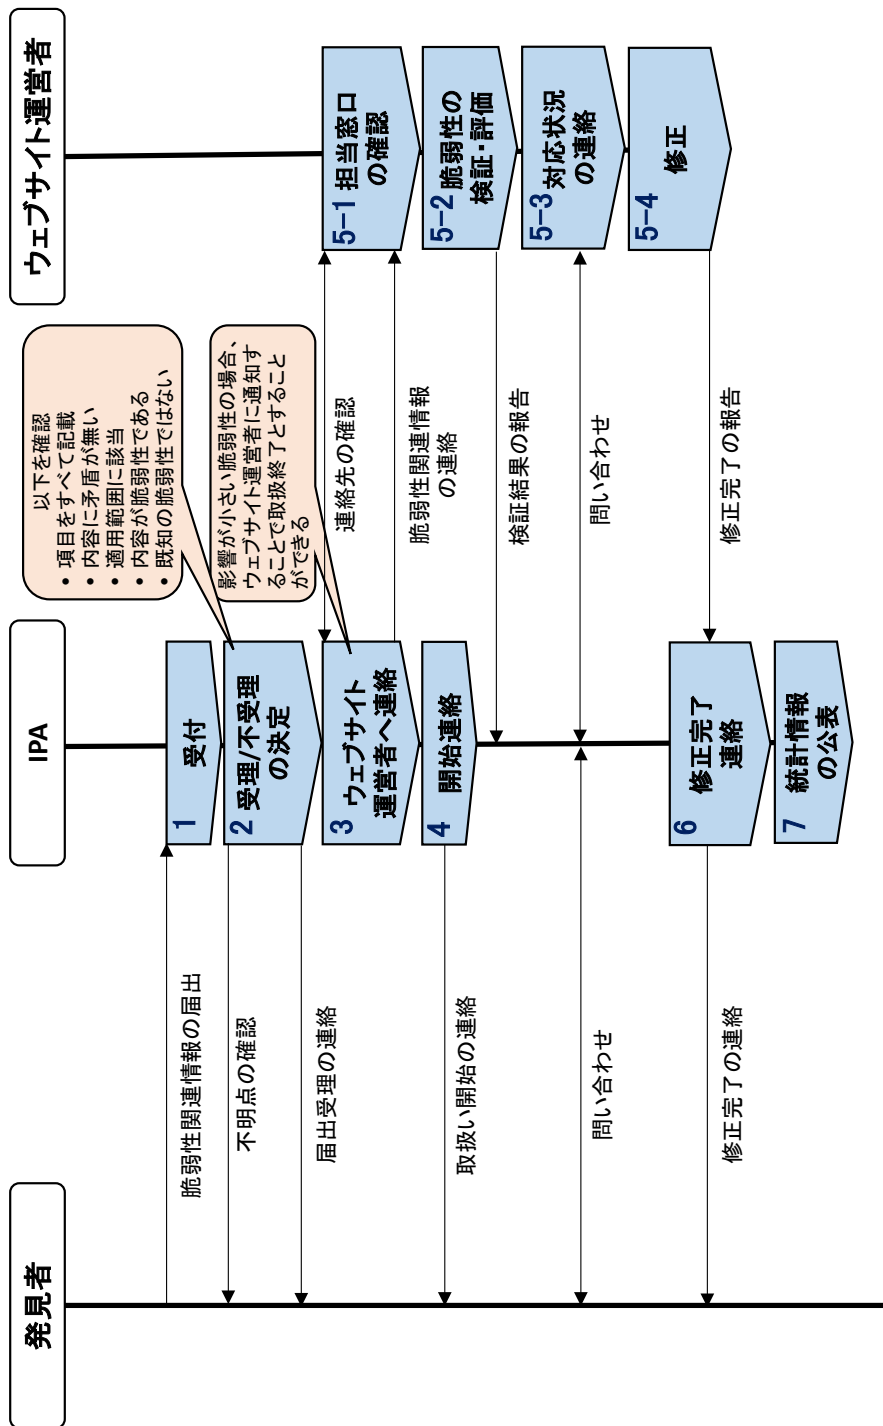 発見者
IPA
ウェブサイト運営者
以下を確認
• 項目をすべて記載
• 内容に矛盾が無い
• 適用範囲に該当
• 内容が脆弱性である
• 既知の脆弱性ではない
影響が小さい脆弱性の場合、
ウェブサイト運営者に通知す
ることで取扱終了とすること
ができる
脆弱性関連情報の届出
1 受付
不明点の確認
2 受理/不受理
の決定
届出受理の連絡
3 ウェブサイト
運営者へ連絡
連絡先の確認
5-1 担当窓口
の確認
脆弱性関連情報
の連絡
4 開始連絡
取扱い開始の連絡
5-2 脆弱性の
検証・評価
検証結果の報告
5-3 対応状況
の連絡
問い合わせ
問い合わせ
5-4 修正
修正完了の報告
6 修正完了
連絡
修正完了の連絡
7 統計情報
の公表